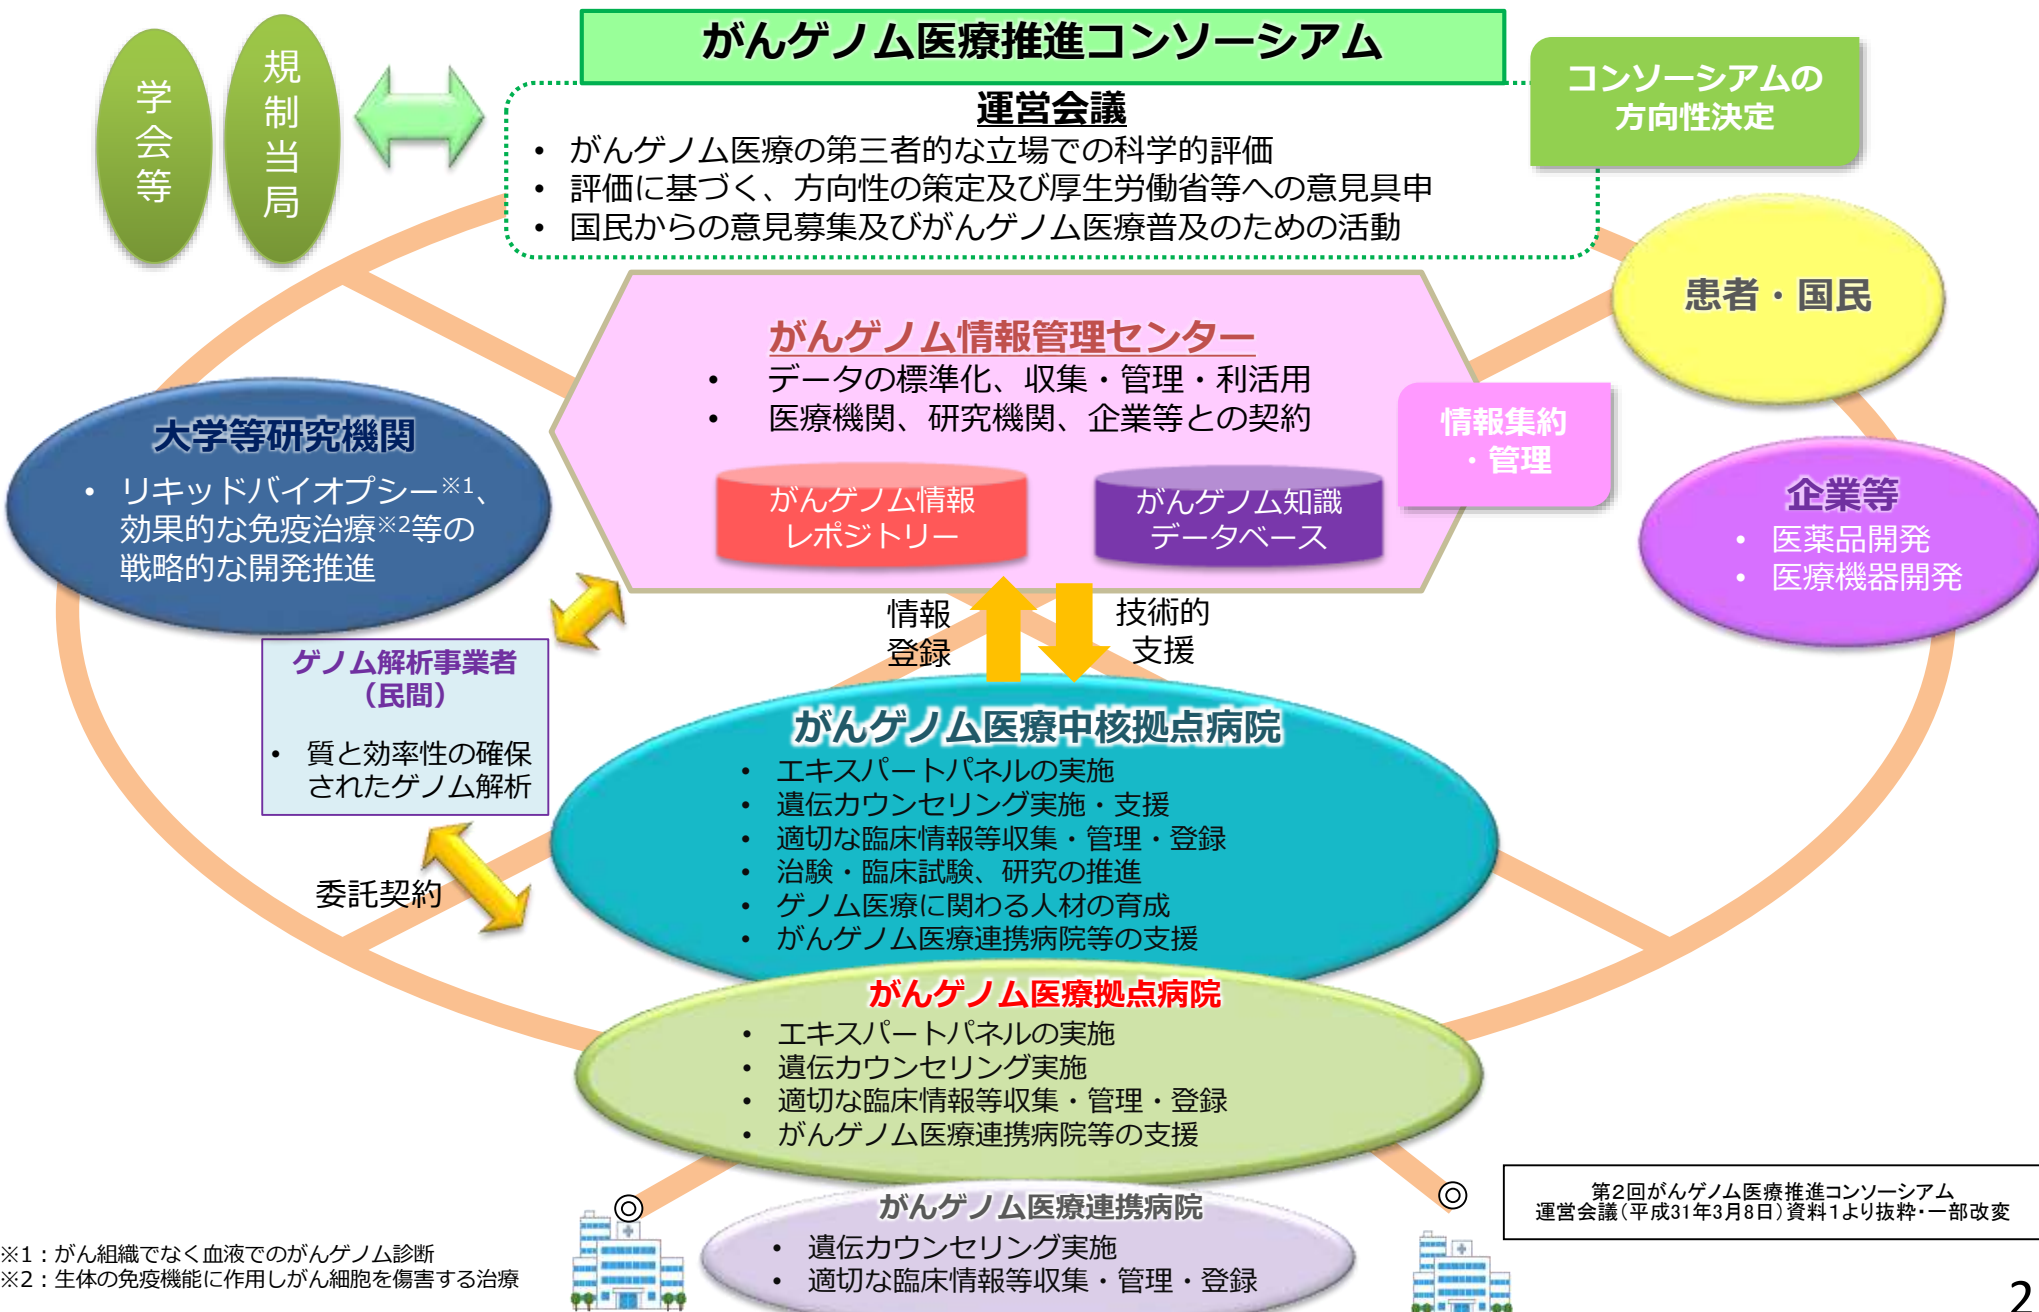 がんゲノム医療推進コンソーシアム
学会等
規制当局
コンソーシアムの
方向性決定
運営会議
• がんゲノム医療の第三者的な立場での科学的評価
• 評価に基づく、方向性の策定及び厚生労働省等への意見具申
• 国民からの意見募集及びがんゲノム医療普及のための活動
患者・国民
がんゲノム情報管理センター
• データの標準化、収集・管理・利活用
• 医療機関、研究機関、企業等との契約
情報集約
・管理
がんゲノム情報
レポジトリー
がんゲノム知識
データベース
大学等研究機関
• リキッドバイオプシー※1、
効果的な免疫治療※2等の
戦略的な開発推進
企業等
• 医薬品開発
• 医療機器開発
情報
登録
技術的
支援
ゲノム解析事業者
（民間）
• 質と効率性の確保
されたゲノム解析
委託契約
がんゲノム医療中核拠点病院
• エキスパートパネルの実施
• 遺伝カウンセリング実施・支援
• 適切な臨床情報等収集・管理・登録
• 治験・臨床試験、研究の推進
• ゲノム医療に関わる人材の育成
• がんゲノム医療連携病院等の支援
がんゲノム医療拠点病院
• エキスパートパネルの実施
• 遺伝カウンセリング実施
• 適切な臨床情報等収集・管理・登録
• がんゲノム医療連携病院等の支援
がんゲノム医療連携病院
• 遺伝カウンセリング実施
• 適切な臨床情報等収集・管理・登録
第2回がんゲノム医療推進コンソーシアム
運営会議（平成31年3月8日）資料1より抜粋・一部改変
※1：がん組織でなく血液でのがんゲノム診断
※2：生体の免疫機能に作用しがん細胞を傷害する治療
2